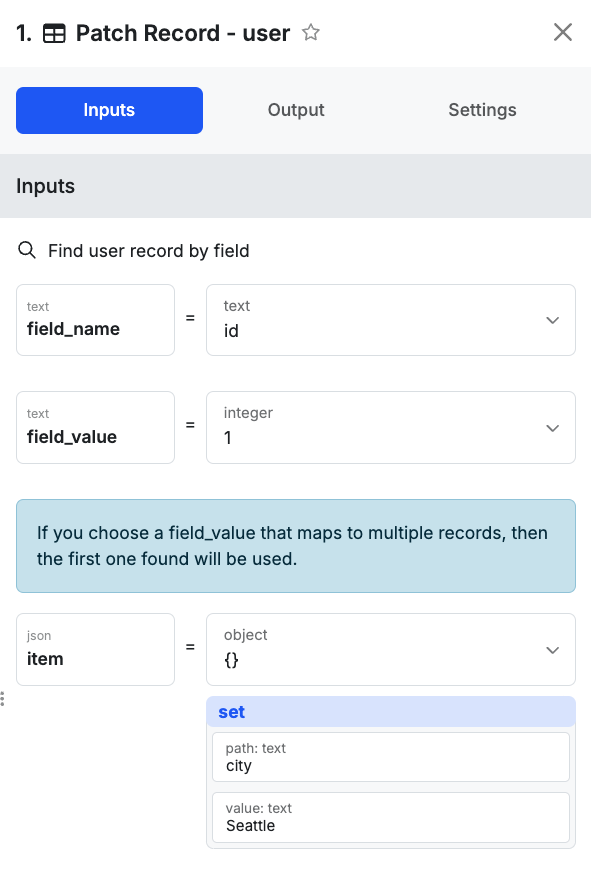 1. Patch Record - user
Inputs Output Settings
Inputs
Find user record by field
text
field_name
=
text
id
text
field_value
=
integer
1
If you choose a field_value that maps to multiple records, then
the first one found will be used.
json
item
=
object
{}
set
path: text
city
value: text
Seattle